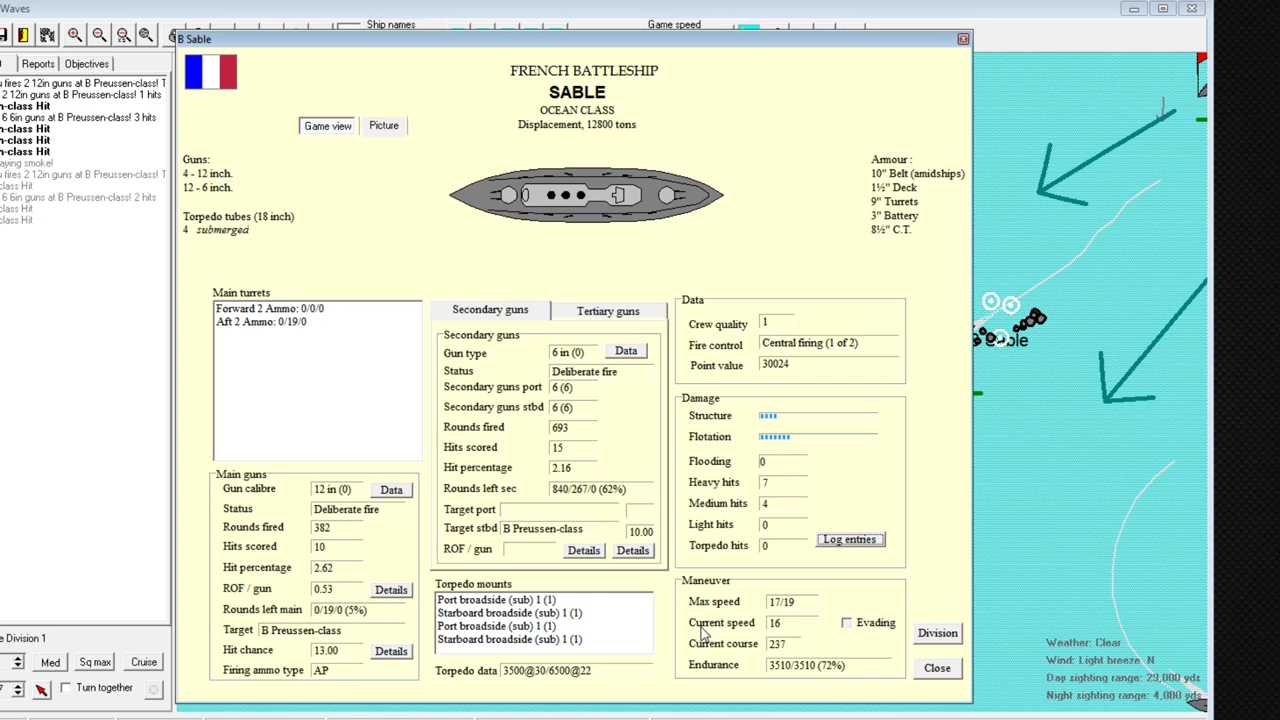 Waves
Ship names
Game speed
Reports
Objectives
B Sable
FRENCH BATTLESHIP
SABLE
OCEAN CLASS
Displacement, 12800 tons
Game view
Picture
Guns:
4 - 12 inch.
12 - 6 inch.
Torpedo tubes (18 inch)
4 submerged
Armour :
10" Belt (amidships)
1½" Deck
9" Turrets
3" Battery
8½" C.T.
fires 2 12in guns at B Preussen-class! 1
2 12in guns at B Preussen-class! 1 hits
n-class Hit
6 6in guns at B Preussen-class! 3 hits
n-class Hit
n-class Hit
n-class Hit
aying smoke!
u fires 2 12in guns at B Preussen-class! 1
class Hit
6 6in guns at B Preussen-class! 2 hits
class Hit
class Hit
Main turrets
Forward 2 Ammo: 0/0/0
Aft 2 Ammo: 0/19/0
Main guns
Gun calibre 12 in (0) Data
Status Deliberate fire
Rounds fired 382
Hits scored 10
Hit percentage 2.62
ROF / gun 0.53 Details
Rounds left main 0/19/0 (5%)
Target B Preussen-class
Hit chance 13.00 Details
Firing ammo type AP
Secondary guns
Tertiary guns
Secondary guns
Gun type 6 in (0) Data
Status Deliberate fire
Secondary guns port 6 (6)
Secondary guns stbd 6 (6)
Rounds fired 693
Hits scored 15
Hit percentage 2.16
Rounds left sec 840/267/0 (62%)
Target port
Target stbd B Preussen-class 10.00
ROF / gun Details Details
Torpedo mounts
Port broadside (sub) 1 (1)
Starboard broadside (sub) 1 (1)
Port broadside (sub) 1 (1)
Starboard broadside (sub) 1 (1)
Torpedo data 3500@30/6500@22
Data
Crew quality 1
Fire control Central firing (1 of 2)
Point value 30024
Damage
Structure
Flotation
Flooding 0
Heavy hits 7
Medium hits 4
Light hits 0
Torpedo hits 0
Log entries
Maneuver
Max speed 17/19
Current speed 16
Evading
Current course 237
Endurance 3510/3510 (72%)
Division
Close
Sable
e Division 1
Med
Sq max
Cruise
Turn together
Weather: Clear
Wind: Light breeze. N
Day sighting range: 29,000 yds
Night sighting range: 4,000 yds